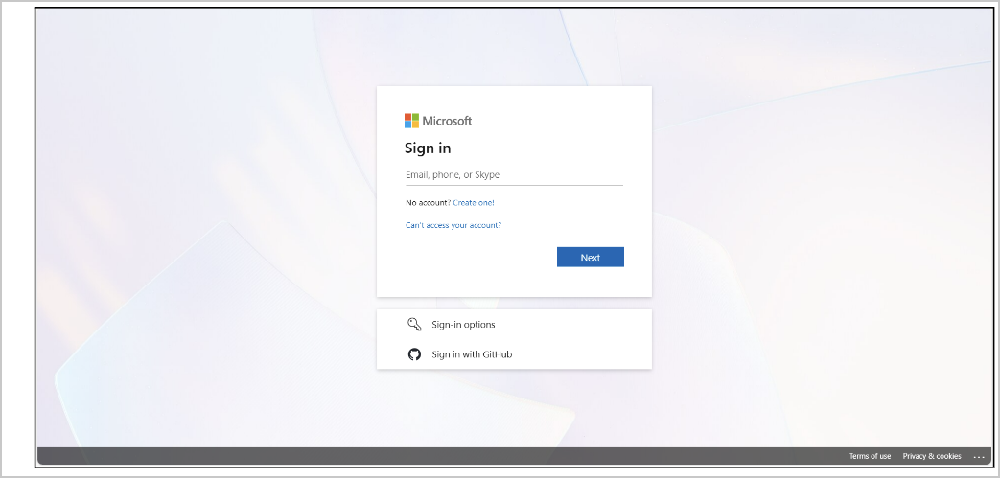 Microsoft
Sign in
Email, phone, or Skype
No account? Create one!
Can't access your account?
Next
Sign-in options
Sign in with GitHub
Terms of use Privacy & cookies ...